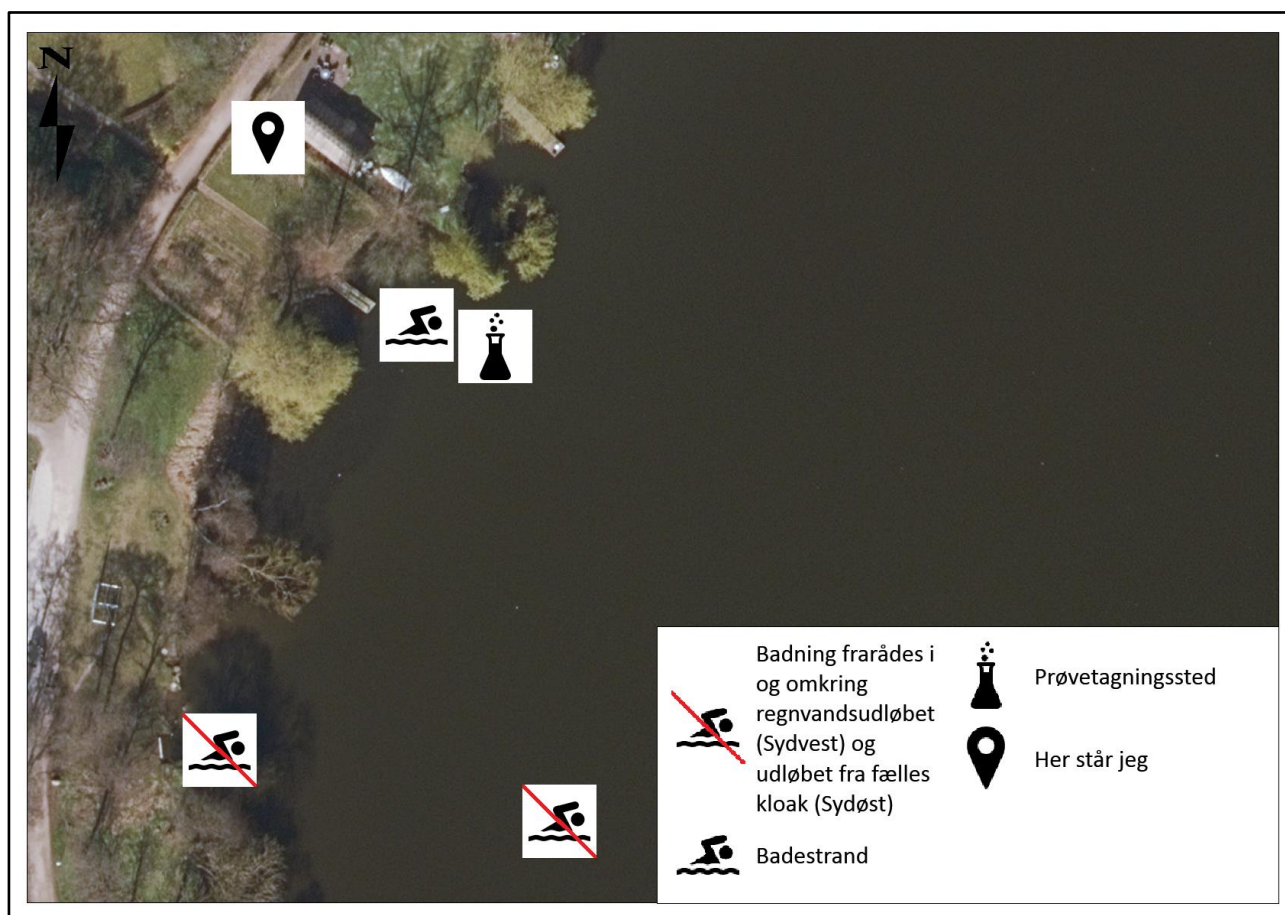 N
Badning frarådes i
og omkring
regnvandsudløbet
(Sydvest) og
udløbet fra fælles
kloak (Sydøst)
Badestrand
Prøvetagningssted
Her står jeg